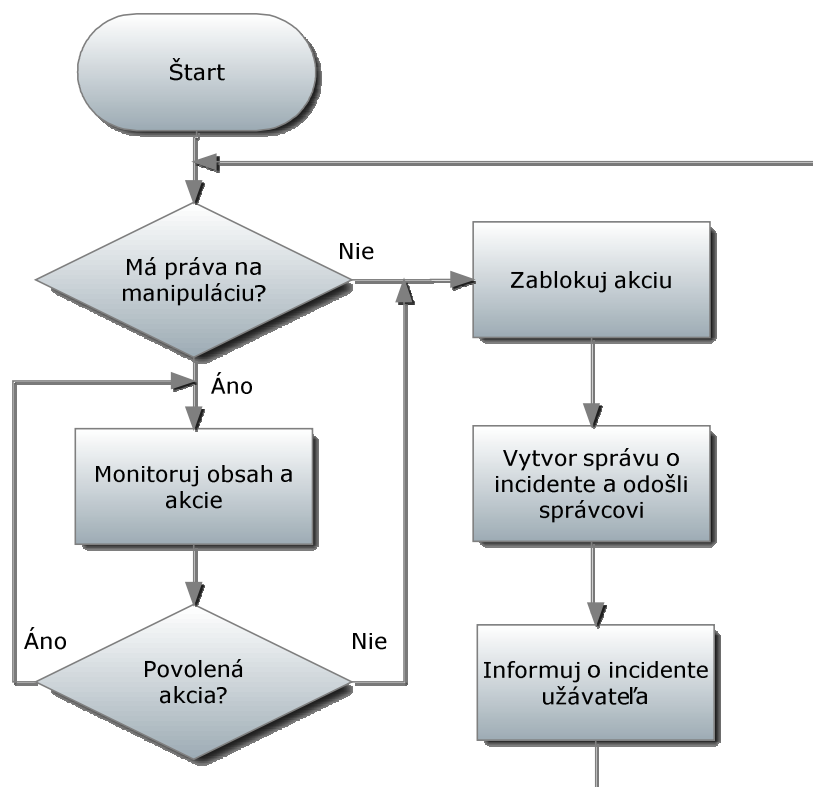 Štart
Má práva na
manipuláciu?
Nie
Zablokuj akciu
Áno
Monitoruj obsah a
akcie
Vytvor správu o
incidente a odošli
správcovi
Áno
Povolená
akcia?
Nie
Informuj o incidente
užávateľa